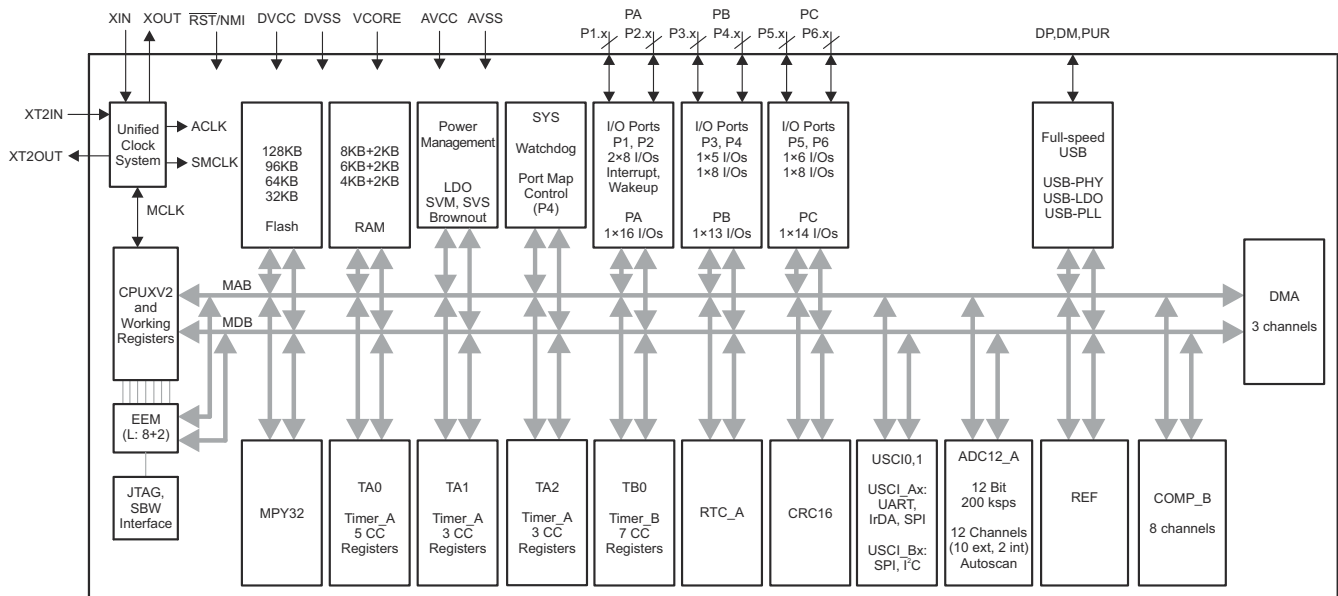 XIN
XOUT
RST/NMI
DVCC
DVSS
VCORE
AVCC
AVSS
PA
P1.x
P2.x
PB
P3.x
P4.x
PC
P5.x
P6.x
DP,DM,PUR
XT2IN
XT2OUT
Unified
Clock
System
ACLK
SMCLK
MCLK
128KB
96KB
64KB
32KB
Flash
8KB+2KB
6KB+2KB
4KB+2KB
RAM
Power
Management
LDO
SVM, SVS
Brownout
SYS
Watchdog
Port Map
Control
(P4)
I/O Ports
P1, P2
2×8 I/Os
Interrupt,
Wakeup
PA
1×16 I/Os
I/O Ports
P3, P4
1×5 I/Os
1×8 I/Os
PB
1×13 I/Os
I/O Ports
P5, P6
1×6 I/Os
1×8 I/Os
PC
1×14 I/Os
Full-speed
USB
USB-PHY
USB-LDO
USB-PLL
CPUXV2
and
Working
Registers
MAB
MDB
DMA
3 channels
EEM
(L: 8+2)
JTAG,
SBW
Interface
MPY32
TA0
Timer_A
5 CC
Registers
TA1
Timer_A
3 CC
Registers
TA2
Timer_A
3 CC
Registers
TB0
Timer_B
7 CC
Registers
RTC_A
CRC16
USCI0,1
USCI_Ax:
UART,
IrDA, SPI
USCI_Bx:
SPI, I²C
ADC12_A
12 Bit
200 ksps
12 Channels
(10 ext, 2 int)
Autoscan
REF
COMP_B
8 channels